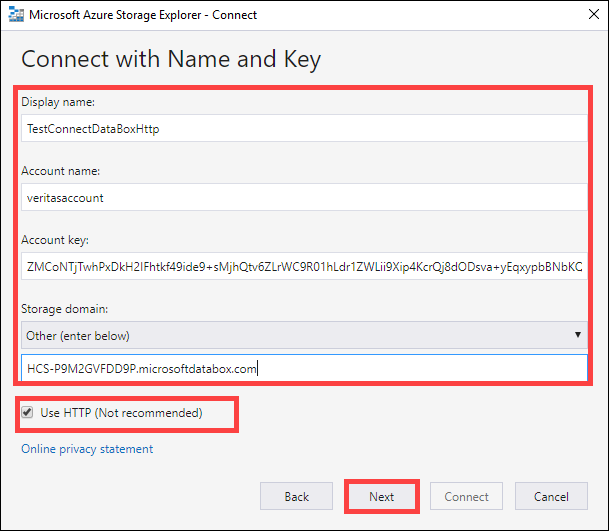 Microsoft Azure Storage Explorer - Connect
Connect with Name and Key
Display name:
TestConnectDataBoxHttp
Account name:
veritasaccount
Account key:
ZMCoNTjTwhPxDkH2IFhtkf49ide9+sMjhQtv6ZLrWC9R01hLdr1ZWLii9Xip4KcrQj8dODsva+yEqxypbBNbKC
Storage domain:
Other (enter below)
HCS-P9M2GVFDD9P.microsoftdatabox.com
Use HTTP (Not recommended)
Online privacy statement
Back Next Connect Cancel